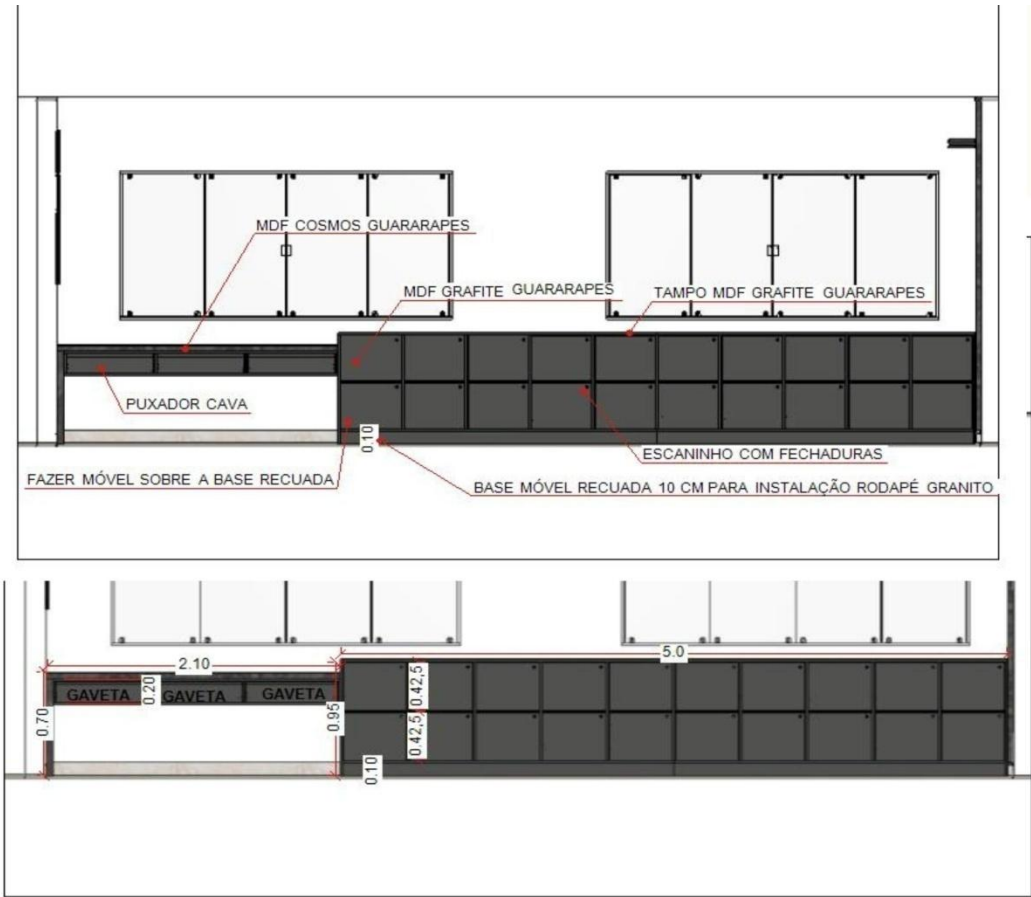 MDF COSMOS GUARARAPES
MDF GRAFITE GUARARAPES
TAMPO MDF GRAFITE GUARARAPES
PUXADOR CAVA
0.10
ESCANINHO COM FECHADURAS
FAZER MÓVEL SOBRE A BASE RECUADA
BASE MÓVEL RECUADA 10 CM PARA INSTALAÇÃO RODAPÉ GRANITO
2.10
5.0
GAVETA
0.20
GAVETA
GAVETA
0.42,5
0.70
0.95
0.42,5
0.10